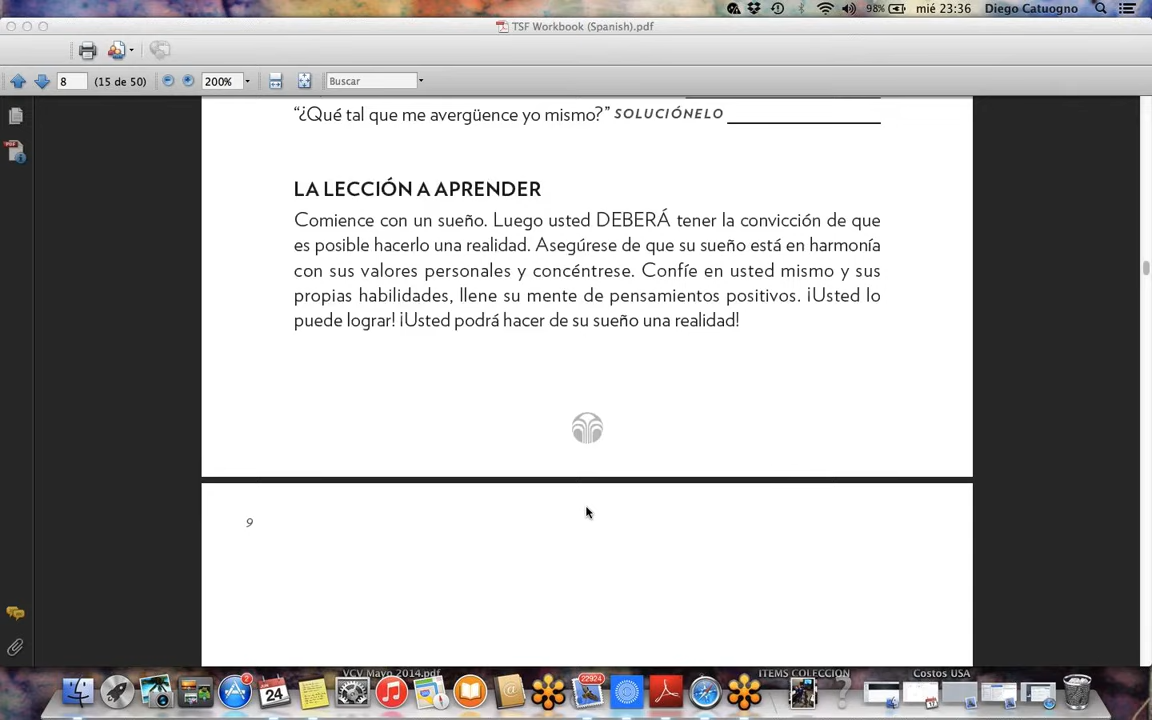 98%
mié 23:36
Diego Catuogno
TSF Workbook (Spanish).pdf
8
(15 de 50)
200%
Buscar
“¿Qué tal que me avergüence yo mismo?” SOLUCIÓNELO
LA LECCIÓN A APRENDER
Comience con un sueño. Luego usted DEBERÁ tener la convicción de que
es posible hacerlo una realidad. Asegúrese de que su sueño está en harmonía
con sus valores personales y concéntrese. Confíe en usted mismo y sus
propias habilidades, llene su mente de pensamientos positivos. ¡Usted lo
puede lograr! ¡Usted podrá hacer de su sueño una realidad!
9
VCV Mayo 2014.pdf
ITEMS COLECCION
Costos USA
2
24
22924